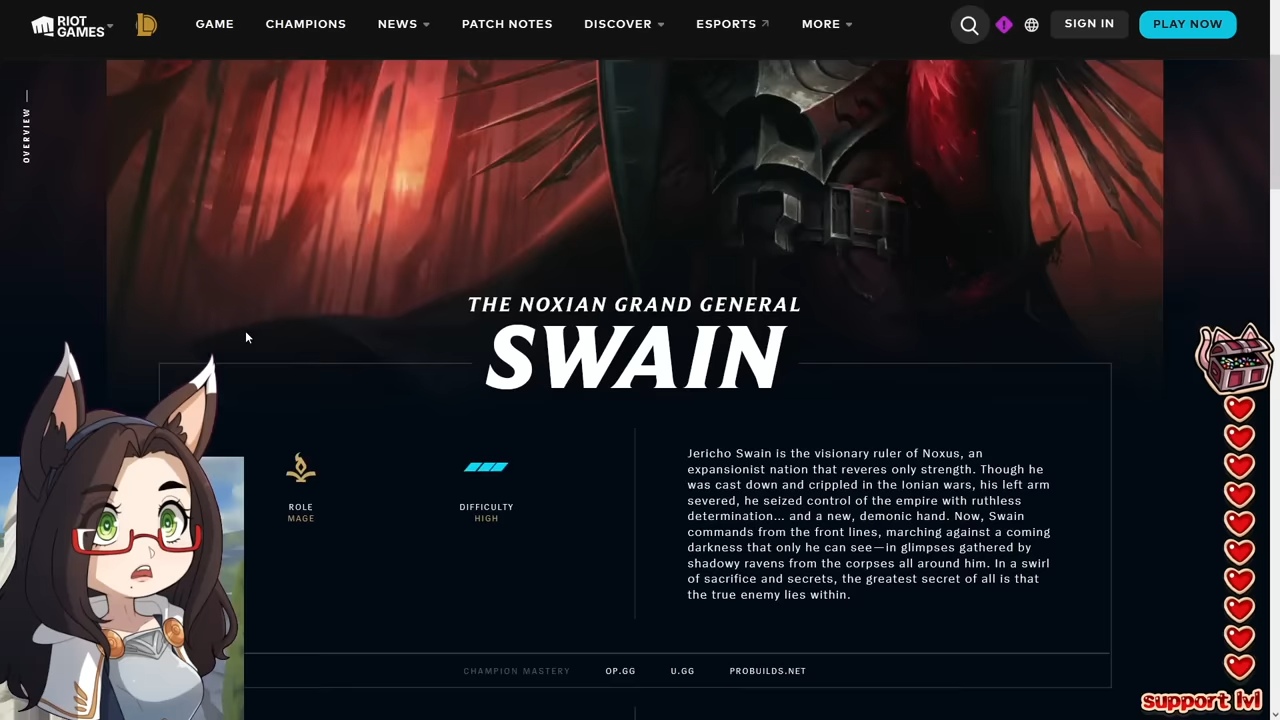 RIOT GAMES
GAME
CHAMPIONS
NEWS
PATCH NOTES
DISCOVER
ESPORTS
MORE
SIGN IN
PLAY NOW
OVERVIEW
THE NOXIAN GRAND GENERAL
SWAIN
ROLE
MAGE
DIFFICULTY
HIGH
Jericho Swain is the visionary ruler of Noxus, an
expansionist nation that reveres only strength. Though he
was cast down and crippled in the Ionian wars, his left arm
severed, he seized control of the empire with ruthless
determination... and a new, demonic hand. Now, Swain
commands from the front lines, marching against a coming
darkness that only he can see—in glimpses gathered by
shadowy ravens from the corpses all around him. In a swirl
of sacrifice and secrets, the greatest secret of all is that
the true enemy lies within.
CHAMPION MASTERY
OP.GG
U.GG
PROBUILDS.NET
support lvl